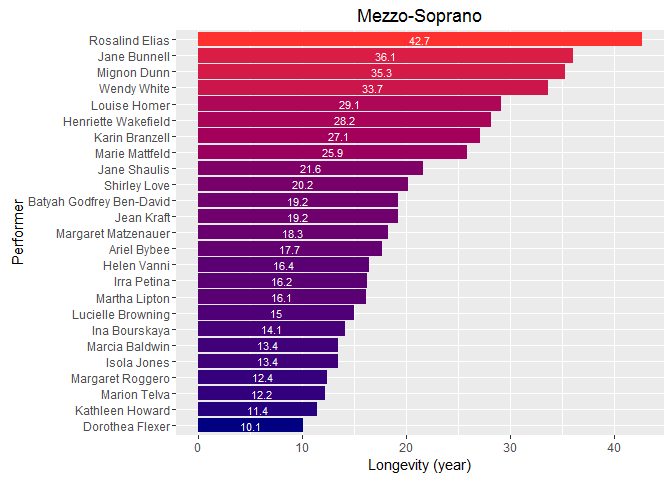 Mezzo-Soprano
Performer
Rosalind Elias 42.7
Jane Bunnell 36.1
Mignon Dunn 35.3
Wendy White 33.7
Louise Homer 29.1
Henriette Wakefield 28.2
Karin Branzell 27.1
Marie Mattfeld 25.9
Jane Shaulis 21.6
Shirley Love 20.2
Batyah Godfrey Ben-David 19.2
Jean Kraft 19.2
Margaret Matzenauer 18.3
Ariel Bybee 17.7
Helen Vanni 16.4
Irra Petina 16.2
Martha Lipton 16.1
Lucielle Browning 15
Ina Bourskaya 14.1
Marcia Baldwin 13.4
Isola Jones 13.4
Margaret Roggero 12.4
Marion Telva 12.2
Kathleen Howard 11.4
Dorothea Flexer 10.1
0 10 20 30 40
Longevity (year)